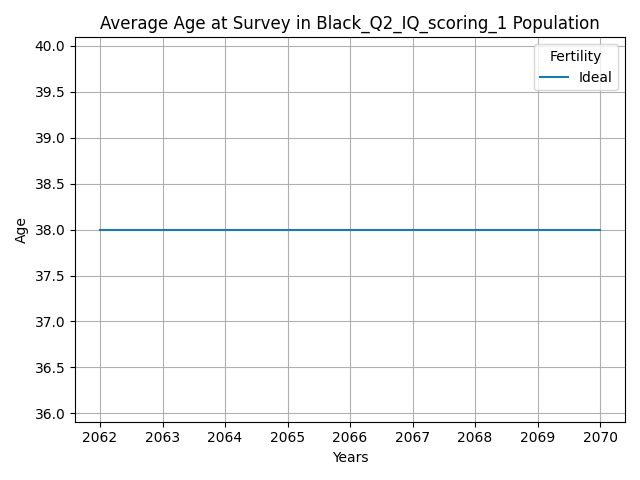 Average Age at Survey in Black_Q2_IQ_scoring_1 Population
Fertility
Ideal
40.0
39.5
39.0
38.5
38.0
37.5
37.0
36.5
36.0
Age
2062 2063 2064 2065 2066 2067 2068 2069 2070
Years